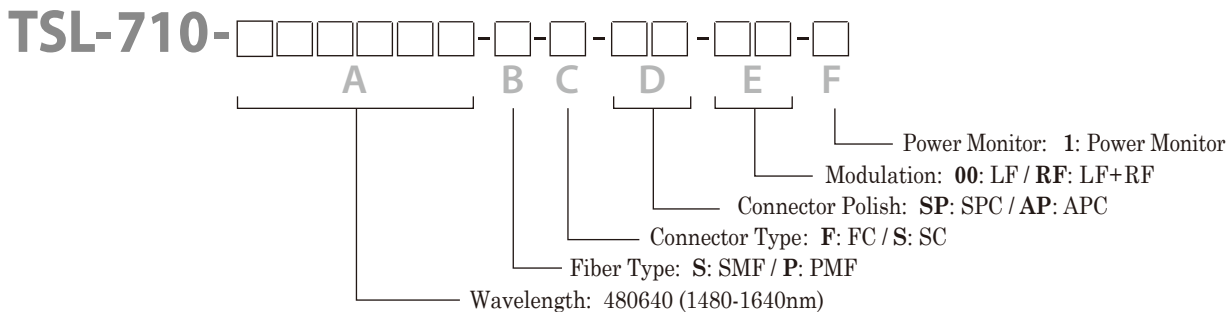 TSL-710-□□□□□□-□-□-□□-□□-□
A B C D E F
Power Monitor: 1: Power Monitor
Modulation: 00: LF / RF: LF+RF
Connector Polish: SP: SPC / AP: APC
Connector Type: F: FC / S: SC
Fiber Type: S: SMF / P: PMF
Wavelength: 480640 (1480-1640nm)